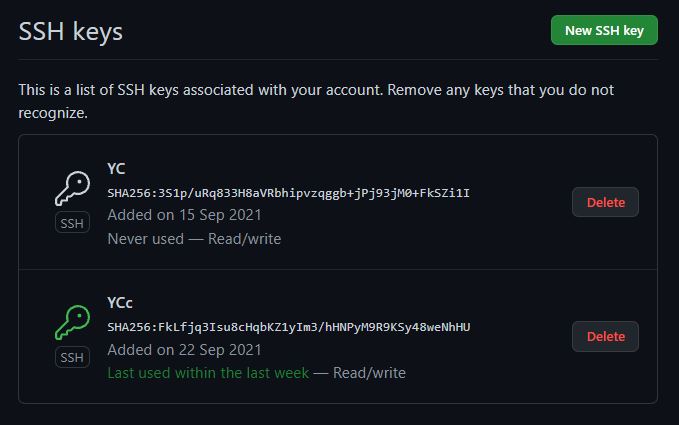 SSH keys
New SSH key
This is a list of SSH keys associated with your account. Remove any keys that you do not
recognize.
YC
SHA256:3S1p/uRq833H8aVRbhipvzqggb+jPj93jM0+FkSZi1I
Added on 15 Sep 2021
Never used — Read/write
SSH
Delete
YCc
SHA256:FkLfjq3Isu8cHqbKZ1yIm3/hHNPyM9R9KSy48weNhHU
Added on 22 Sep 2021
Last used within the last week — Read/write
SSH
Delete